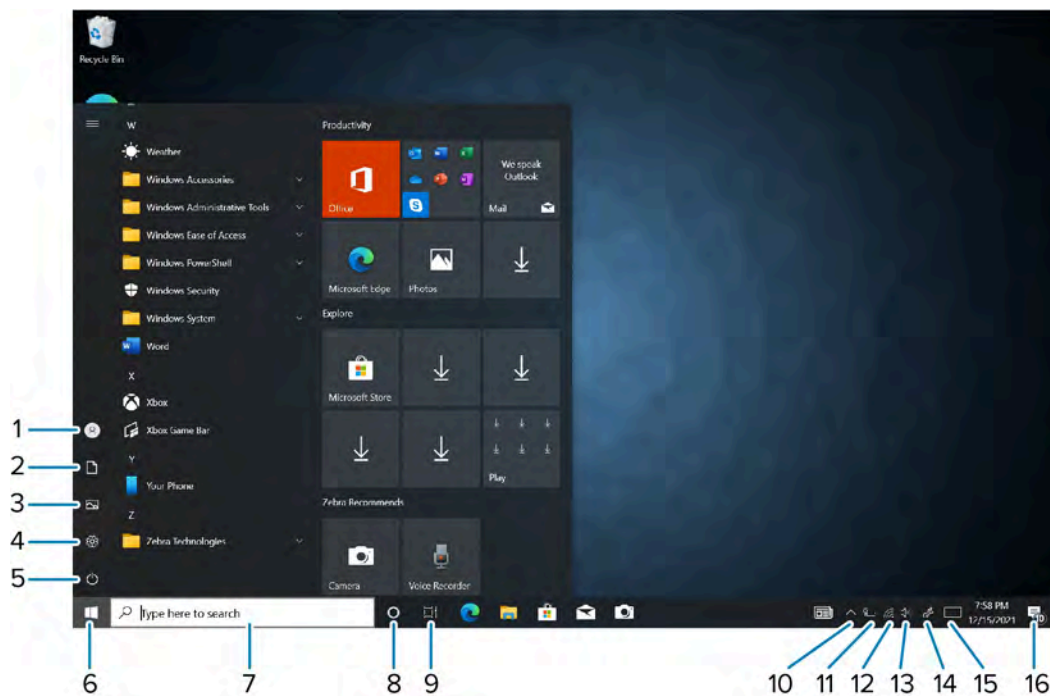 Recycle Bin
W
Weather
Windows Accessories
Windows Administrative Tools
Windows Ease of Access
Windows PowerShell
Windows Security
Windows System
Word
X
Xbox
Xbox Game Bar
Y
Your Phone
Z
Zebra Technologies
Productivity
Office
We speak
Outlook
Mail
Microsoft Edge
Photos
Explore
Microsoft Store
Play
Zebra Recommends
Camera
Voice Recorder
Type here to search
7:58 PM
12/15/2021
1
2
3
4
5
6
7
8
9
10
11
12
13
14
15
16